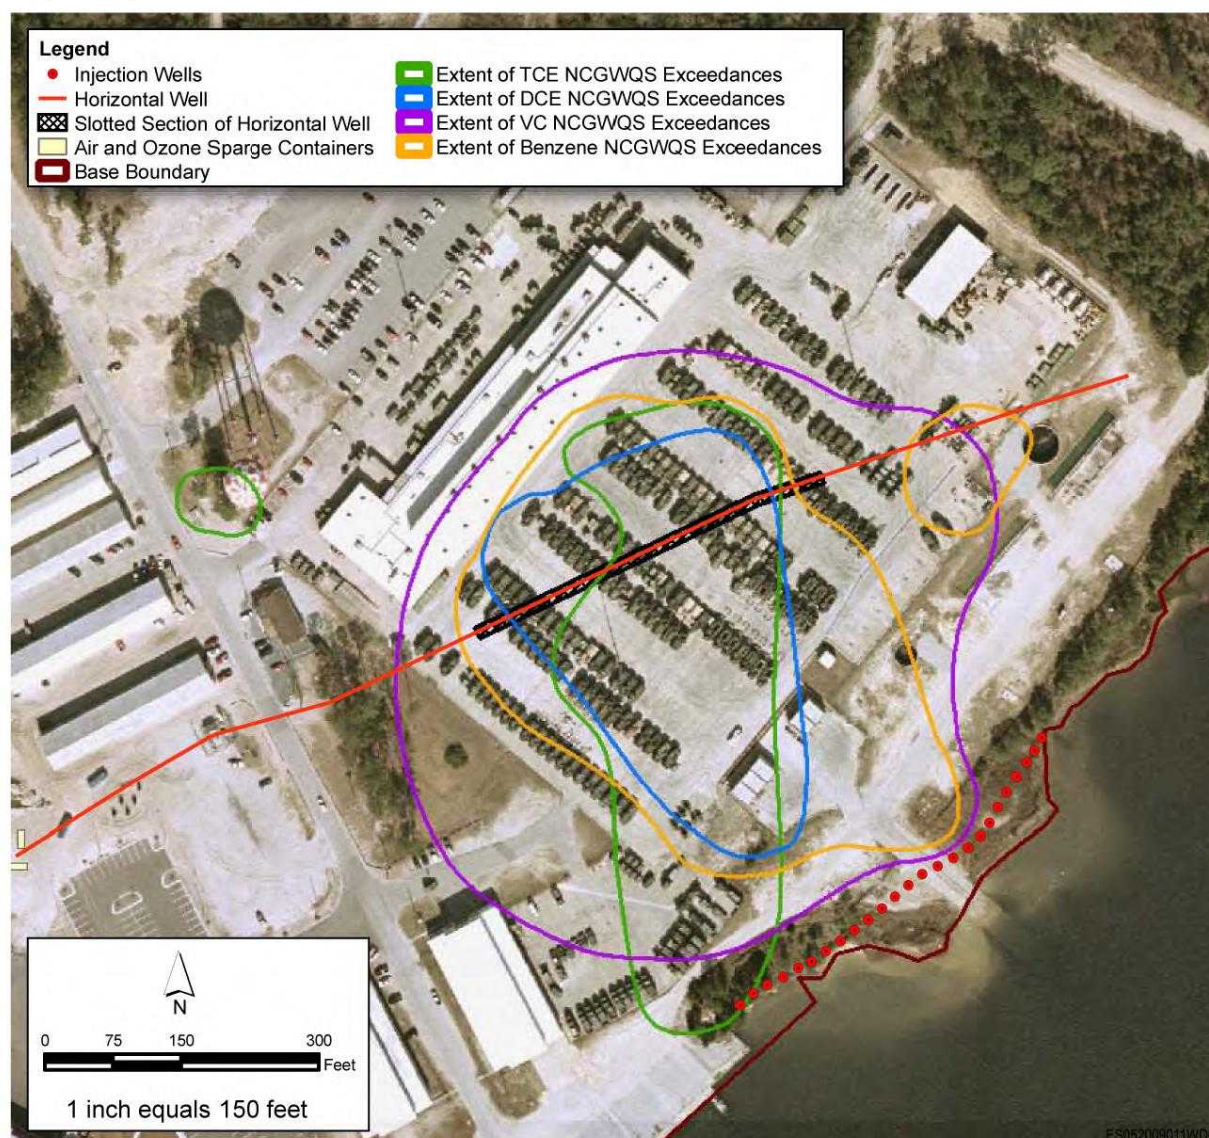 Legend
Injection Wells
Horizontal Well
Slotted Section of Horizontal Well
Air and Ozone Sparge Containers
Base Boundary
Extent of TCE NCGWQS Exceedances
Extent of DCE NCGWQS Exceedances
Extent of VC NCGWQS Exceedances
Extent of Benzene NCGWQS Exceedances
N
0 75 150 300
Feet
1 inch equals 150 feet
ES052009011WD